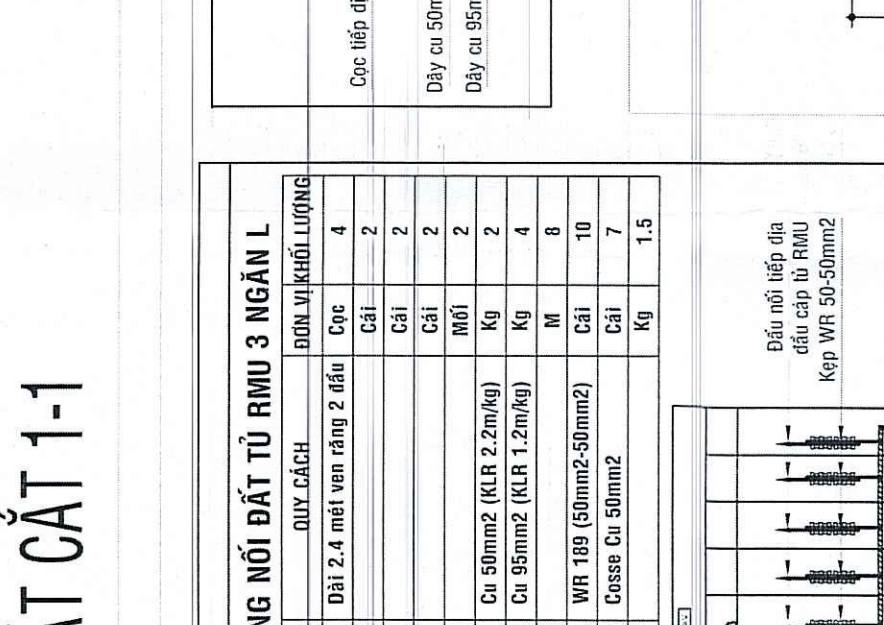 ẮT CẮT 1-1
NG NỐI ĐẤT TỦ RMU 3 NGĂN L
QUY CÁCH ĐƠN VỊ KHỐI LƯỢNG
Dài 2.4 mét ven răng 2 đầu Cọc 4
Cái 2
Cái 2
Cái 2
Mối 2
Cu 50mm2 (KLR 2.2m/kg) Kg 2
Cu 95mm2 (KLR 1.2m/kg) Kg 4
M 8
WR 189 (50mm2-50mm2) Cái 10
Cosse Cu 50mm2 Cái 7
Kg 1.5
Cọc tiếp đị
Dây cu 50m
Dây cu 95m
Đấu nối tiếp địa
đầu cáp tủ RMU
Kẹp WR 50-50mm2